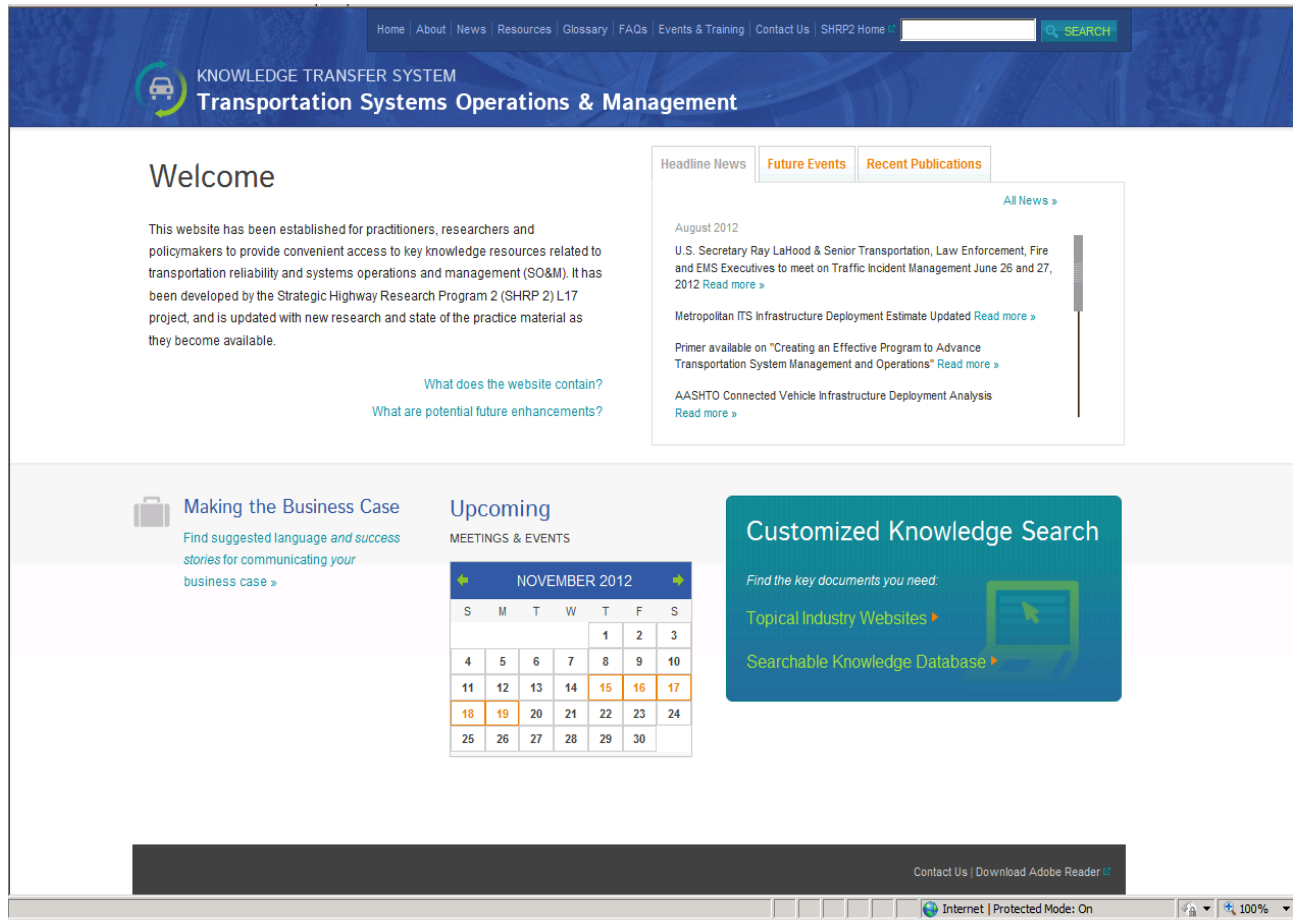 Home | About | News | Resources | Glossary | FAQs | Events & Training | Contact Us | SHRP2 Home
SEARCH
KNOWLEDGE TRANSFER SYSTEM
Transportation Systems Operations & Management
Welcome
This website has been established for practitioners, researchers and
policymakers to provide convenient access to key knowledge resources related to
transportation reliability and systems operations and management (SO&M). It has
been developed by the Strategic Highway Research Program 2 (SHRP 2) L17
project, and is updated with new research and state of the practice material as
they become available.
What does the website contain?
What are potential future enhancements?
Headline News
Future Events
Recent Publications
All News »
August 2012
U.S. Secretary Ray LaHood & Senior Transportation, Law Enforcement, Fire
and EMS Executives to meet on Traffic Incident Management June 26 and 27,
2012 Read more »
Metropolitan ITS Infrastructure Deployment Estimate Updated Read more »
Primer available on "Creating an Effective Program to Advance
Transportation System Management and Operations" Read more »
AASHTO Connected Vehicle Infrastructure Deployment Analysis
Read more »
Making the Business Case
Find suggested language and success
stories for communicating your
business case »
Upcoming
MEETINGS & EVENTS
NOVEMBER 2012
S M T W T F S
1 2 3
4 5 6 7 8 9 10
11 12 13 14 15 16 17
18 19 20 21 22 23 24
25 26 27 28 29 30
Customized Knowledge Search
Find the key documents you need:
Topical Industry Websites
Searchable Knowledge Database
Contact Us | Download Adobe Reader
Internet | Protected Mode: On
100%